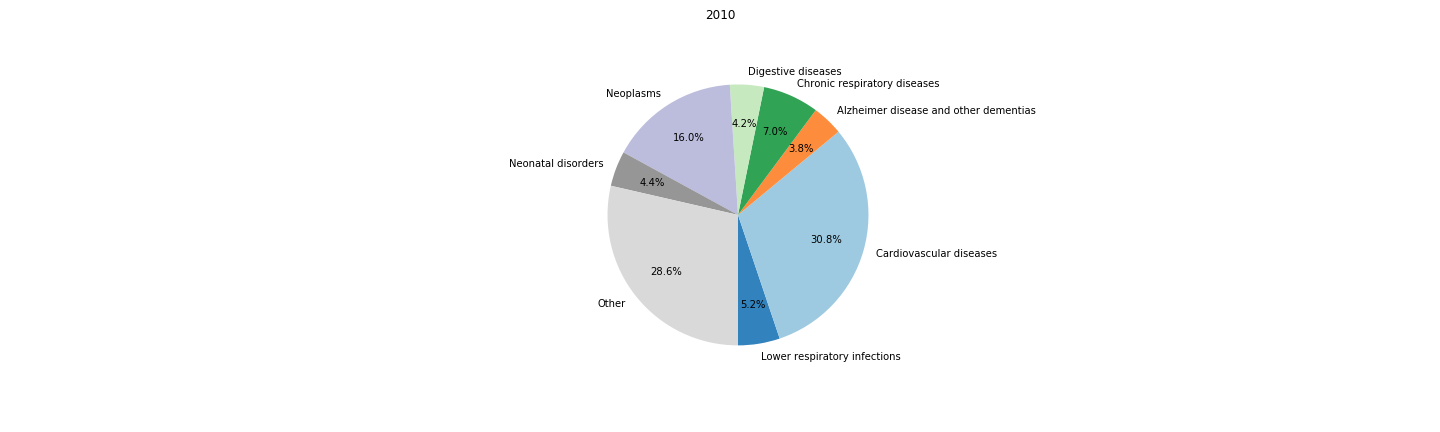 2010
Digestive diseases
Chronic respiratory diseases
Neoplasms
Alzheimer disease and other dementias
4.2%
7.0%
16.0%
3.8%
Neonatal disorders
4.4%
30.8%
Cardiovascular diseases
28.6%
Other
5.2%
Lower respiratory infections